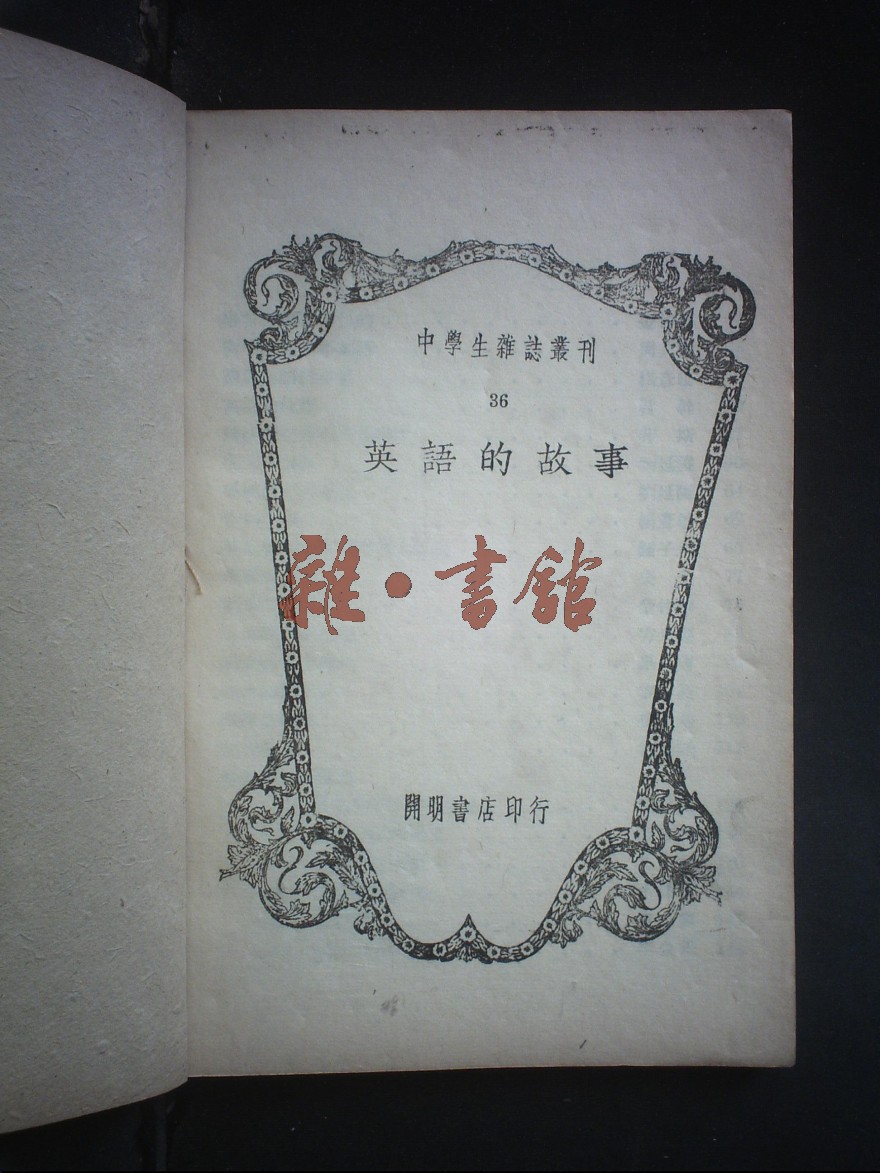 中學生雜誌叢刊
36
英語的故事
雜·書館
開明書店印行